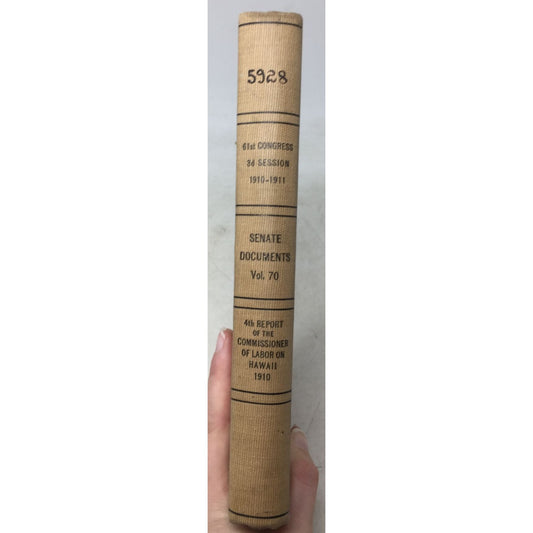 5928
61st CONGRESS
3d SESSION
1910-1911
SENATE
DOCUMENTS
Vol. 70
4th REPORT
OF THE
COMMISSIONER
OF LABOR ON
HAWAII
1910